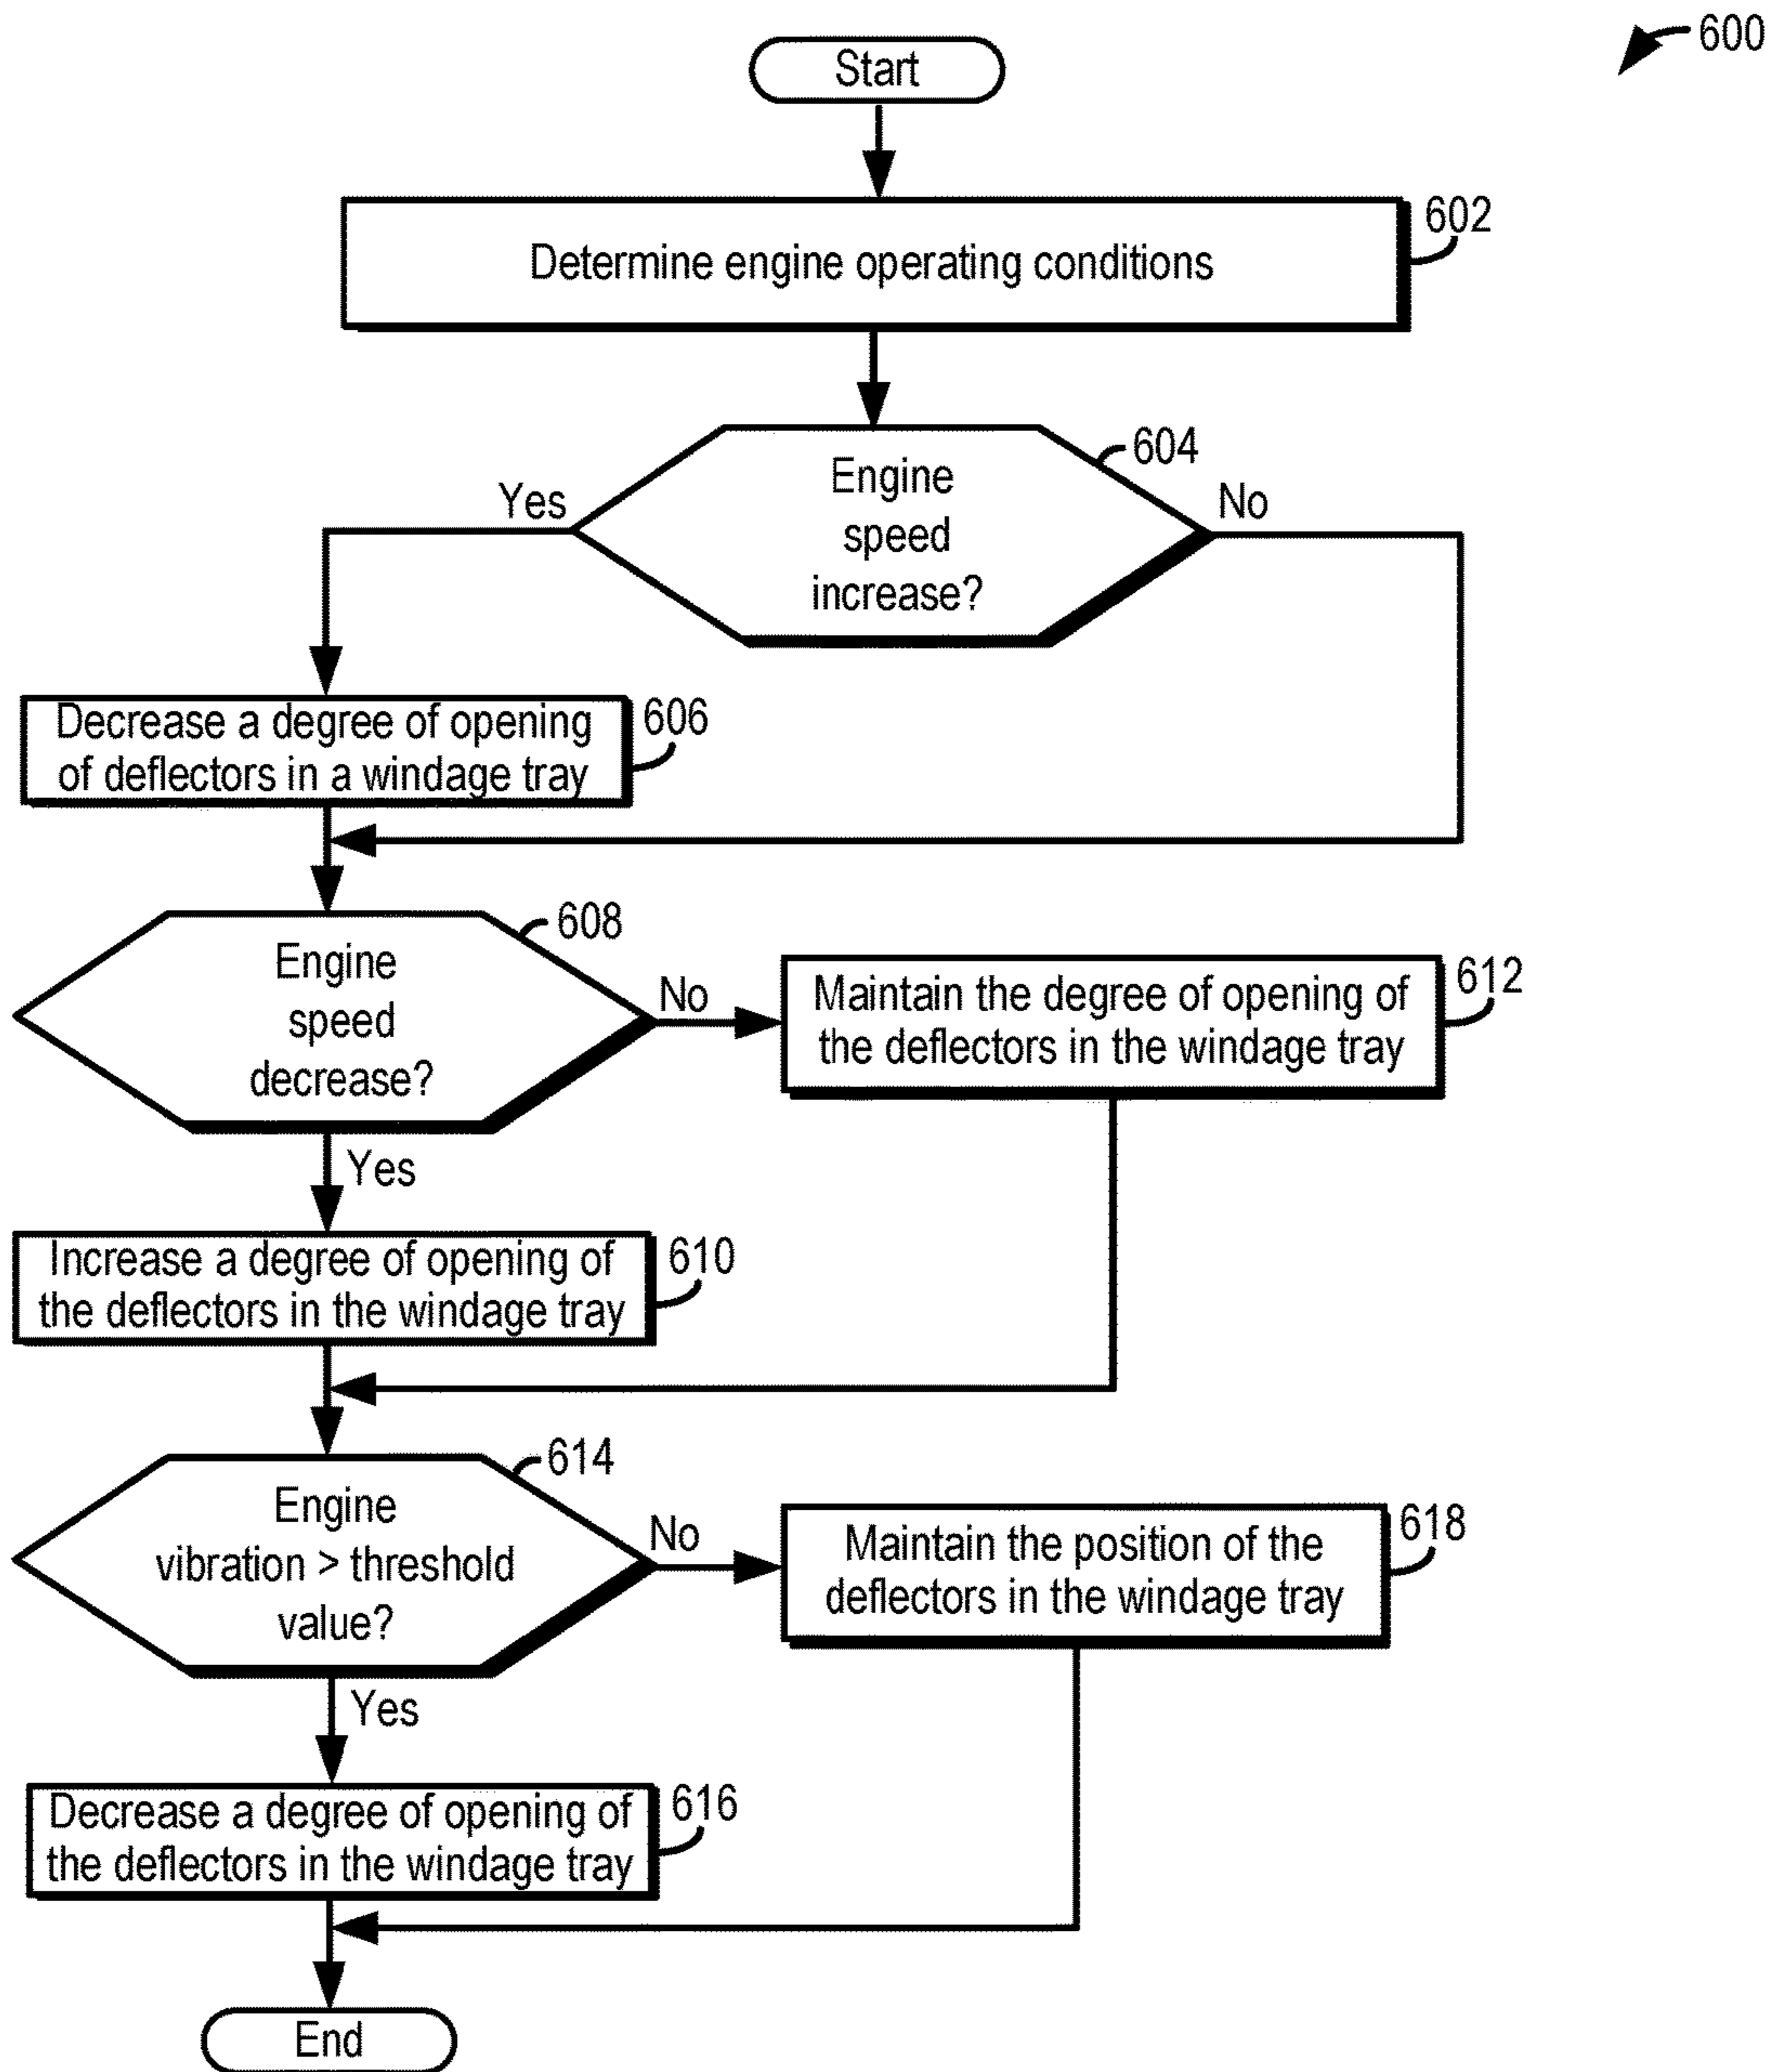 600
Start
602
Determine engine operating conditions
604
Engine
speed
increase?
Yes
No
Decrease a degree of opening
of deflectors in a windage tray
606
608
Engine
speed
decrease?
No
Maintain the degree of opening of
the deflectors in the windage tray
612
Yes
Increase a degree of opening of
the deflectors in the windage tray
610
614
Engine
vibration > threshold
value?
No
Maintain the position of the
deflectors in the windage tray
618
Yes
Decrease a degree of opening of
the deflectors in the windage tray
616
End